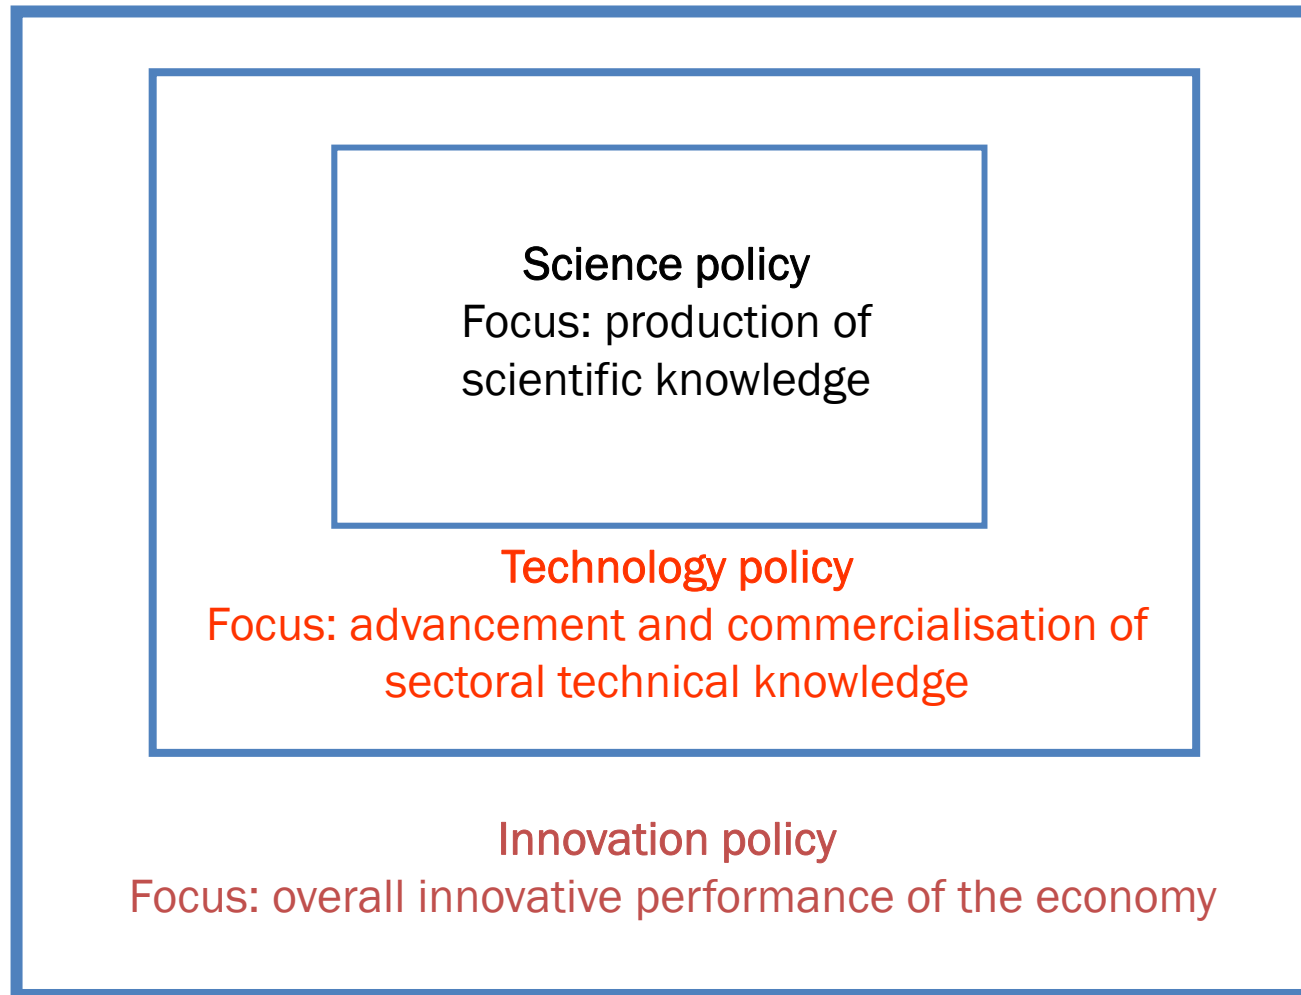 Science policy
Focus: production of
scientific knowledge
Technology policy
Focus: advancement and commercialisation of
sectoral technical knowledge
Innovation policy
Focus: overall innovative performance of the economy